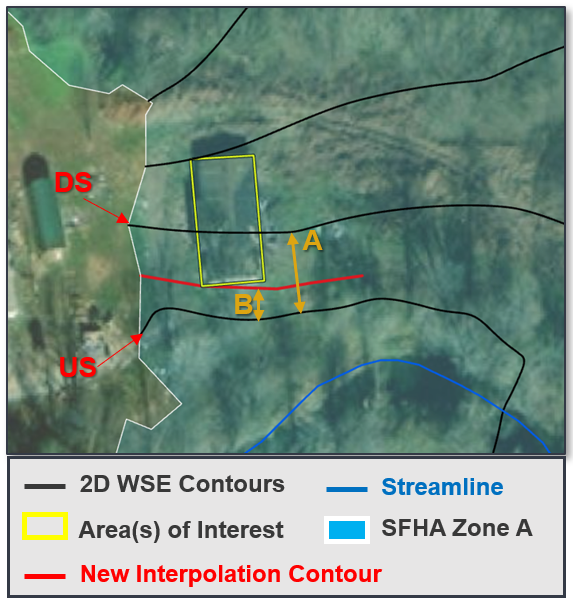 DS
A
B
US
2D WSE Contours
Streamline
Area(s) of Interest
SFHA Zone A
New Interpolation Contour